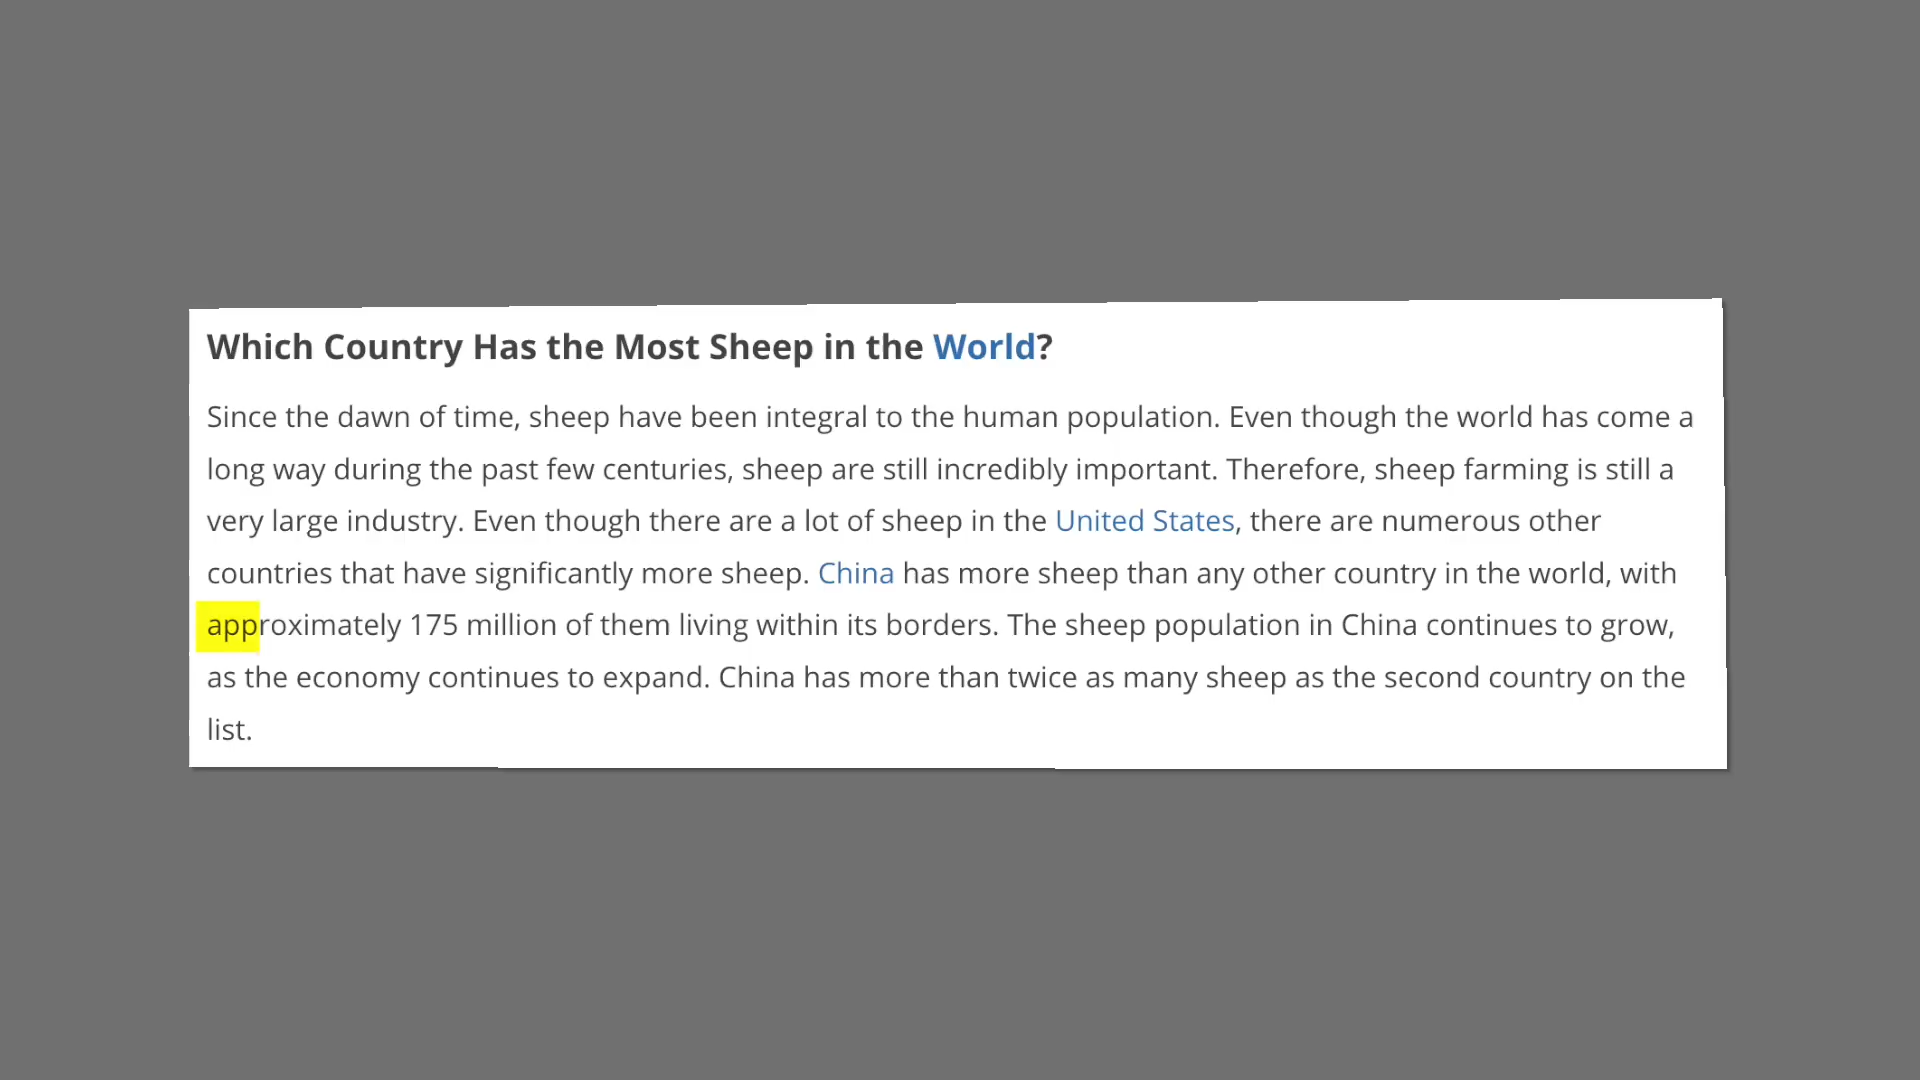 Which Country Has the Most Sheep in the World?
Since the dawn of time, sheep have been integral to the human population. Even though the world has come a
long way during the past few centuries, sheep are still incredibly important. Therefore, sheep farming is still a
very large industry. Even though there are a lot of sheep in the United States, there are numerous other
countries that have significantly more sheep. China has more sheep than any other country in the world, with
approximately 175 million of them living within its borders. The sheep population in China continues to grow,
as the economy continues to expand. China has more than twice as many sheep as the second country on the
list.